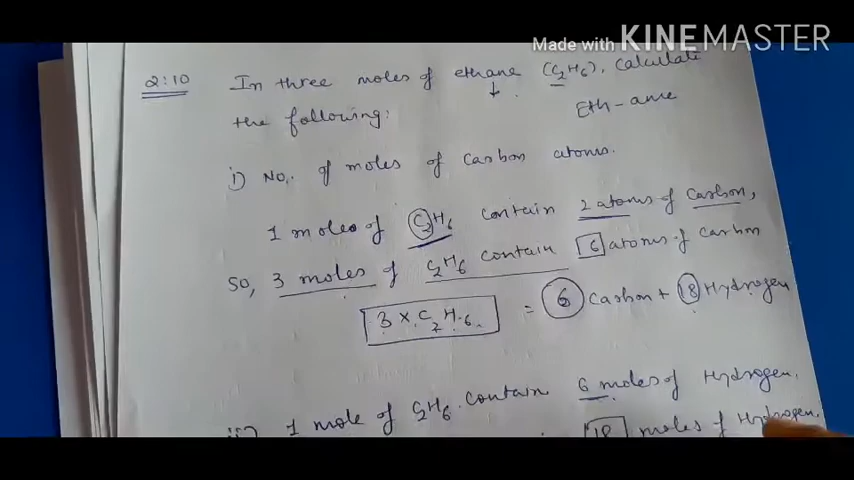 Made with KINEMASTER
2:10 In three moles of ethane (C2H6), calculate
Eth-ane
the following:
i) No. of moles of Carbon atoms.
1 moles of C2H6 contain 2 atoms of Carbon,
So, 3 moles of C2H6 contain 6 atoms of Carbon
3 x C2H6. = 6 Carbon + 18 Hydrogen
ii) 1 mole of C2H6 contain 6 moles of Hydrogen.
18 moles of Hydrogen.